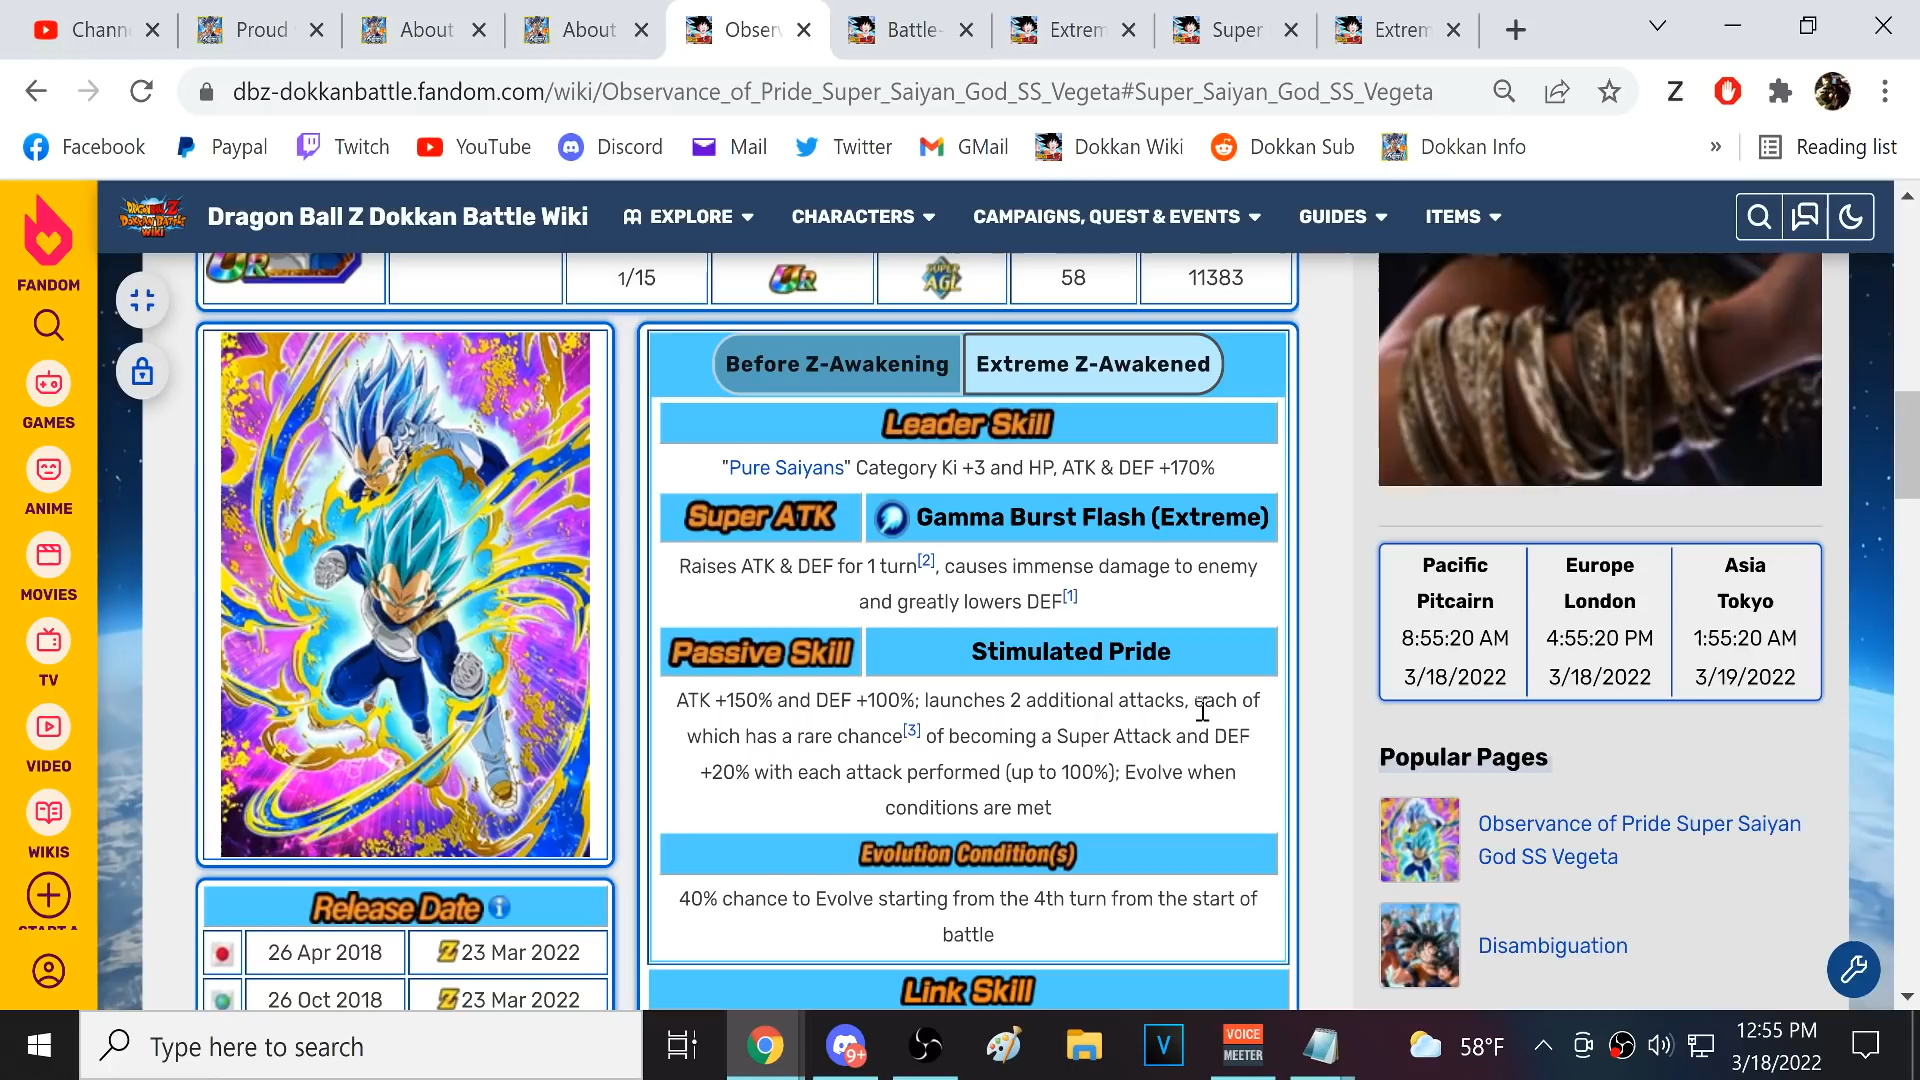 Chann
Proud
About
About
Obser
Battle-
Extrem
Super
Extrem
dbz-dokkanbattle.fandom.com/wiki/Observance_of_Pride_Super_Saiyan_God_SS_Vegeta#Super_Saiyan_God_SS_Vegeta
Z
Facebook
Paypal
Twitch
YouTube
Discord
Mail
Twitter
GMail
Dokkan Wiki
Dokkan Sub
Dokkan Info
»
Reading list
Dragon Ball Z Dokkan Battle Wiki
EXPLORE
CHARACTERS
CAMPAIGNS, QUEST & EVENTS
GUIDES
ITEMS
FANDOM
GAMES
ANIME
MOVIES
TV
VIDEO
WIKIS
START A
UR
1/15
UR
SUPER AGL
58
11383
Before Z-Awakening
Extreme Z-Awakened
Leader Skill
"Pure Saiyans" Category Ki +3 and HP, ATK & DEF +170%
Super ATK
Gamma Burst Flash (Extreme)
Raises ATK & DEF for 1 turn[2], causes immense damage to enemy
and greatly lowers DEF[1]
Passive Skill
Stimulated Pride
ATK +150% and DEF +100%; launches 2 additional attacks, each of
which has a rare chance[3] of becoming a Super Attack and DEF
+20% with each attack performed (up to 100%); Evolve when
conditions are met
Evolution Condition(s)
40% chance to Evolve starting from the 4th turn from the start of
battle
Link Skill
Release Date
26 Apr 2018
Z 23 Mar 2022
26 Oct 2018
Z 23 Mar 2022
Pacific
Pitcairn
8:55:20 AM
3/18/2022
Europe
London
4:55:20 PM
3/18/2022
Asia
Tokyo
1:55:20 AM
3/19/2022
Popular Pages
Observance of Pride Super Saiyan
God SS Vegeta
Disambiguation
Type here to search
9+
V
VOICE
MEETER
58°F
12:55 PM
3/18/2022